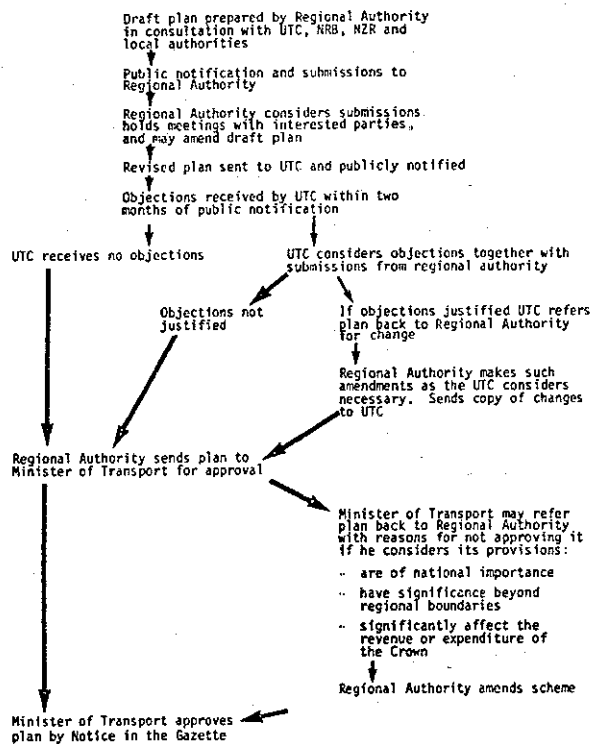 Draft plan prepared by Regional Authority
in consultation with UTC, NRB, NZR and
local authorities
Public notification and submissions to
Regional Authority
Regional Authority considers submissions
holds meetings with interested parties,
and may amend draft plan
Revised plan sent to UTC and publicly notified
Objections received by UTC within two
months of public notification
UTC receives no objections
UTC considers objections together with
submissions from regional authority
Objections not
justified
If objections justified UTC refers
plan back to Regional Authority
for change
Regional Authority makes such
amendments as the UTC considers
necessary. Sends copy of changes
to UTC
Regional Authority sends plan to
Minister of Transport for approval
Minister of Transport may refer
plan back to Regional Authority
with reasons for not approving it
if he considers its provisions:
- are of national importance
- have significance beyond
regional boundaries
- significantly affect the
revenue or expenditure of
the Crown
Regional Authority amends scheme
Minister of Transport approves
plan by Notice in the Gazette